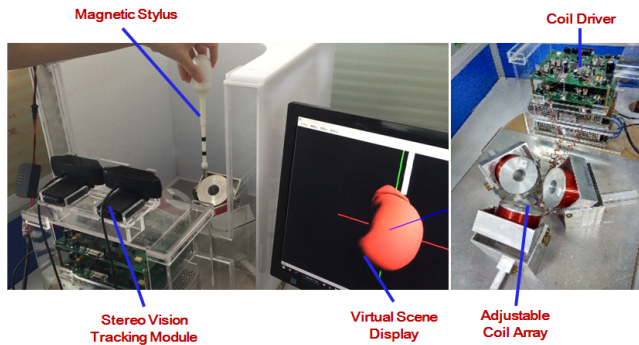 Magnetic Stylus
Coil Driver
Stereo Vision
Tracking Module
Virtual Scene
Display
Adjustable
Coil Array